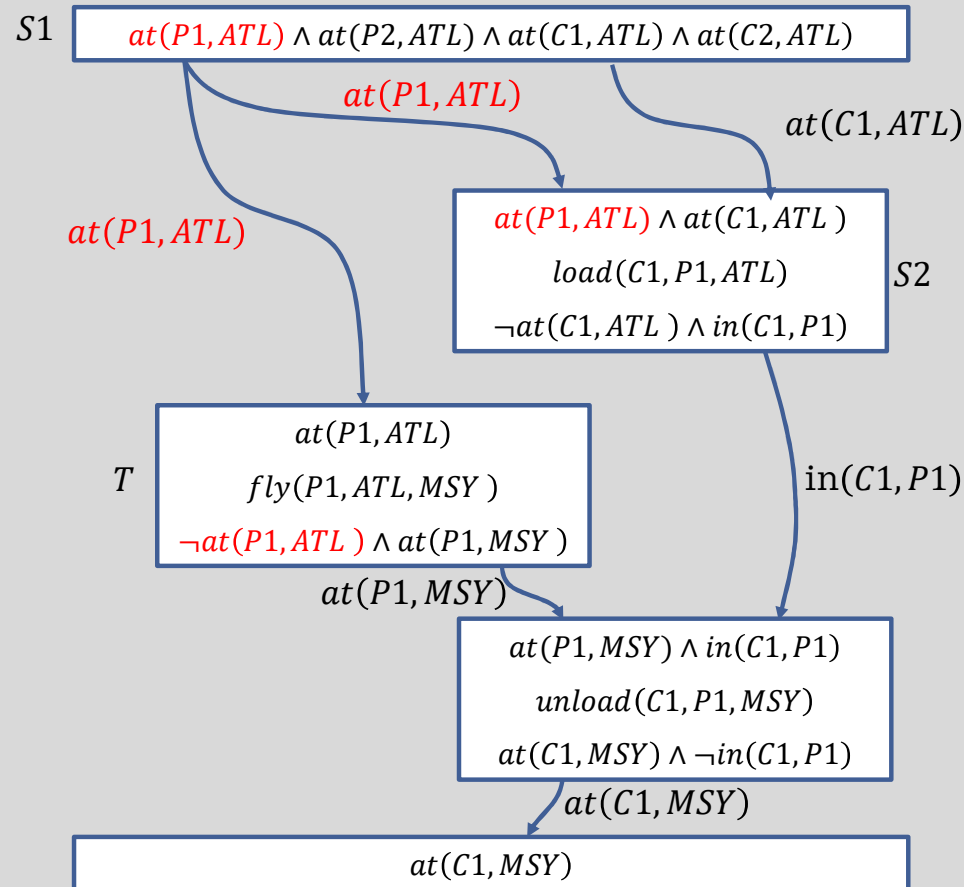 S1
at(P1, ATL) ∧ at(P2, ATL) ∧ at(C1, ATL) ∧ at(C2, ATL)
at(P1, ATL)
at(C1, ATL)
at(P1, ATL)
at(P1, ATL) ∧ at(C1, ATL )
load(C1, P1, ATL)
¬at(C1, ATL ) ∧ in(C1, P1)
S2
T
at(P1, ATL)
fly(P1, ATL, MSY )
¬at(P1, ATL ) ∧ at(P1, MSY )
in(C1, P1)
at(P1, MSY)
at(P1, MSY) ∧ in(C1, P1)
unload(C1, P1, MSY)
at(C1, MSY) ∧ ¬in(C1, P1)
at(C1, MSY)
at(C1, MSY)